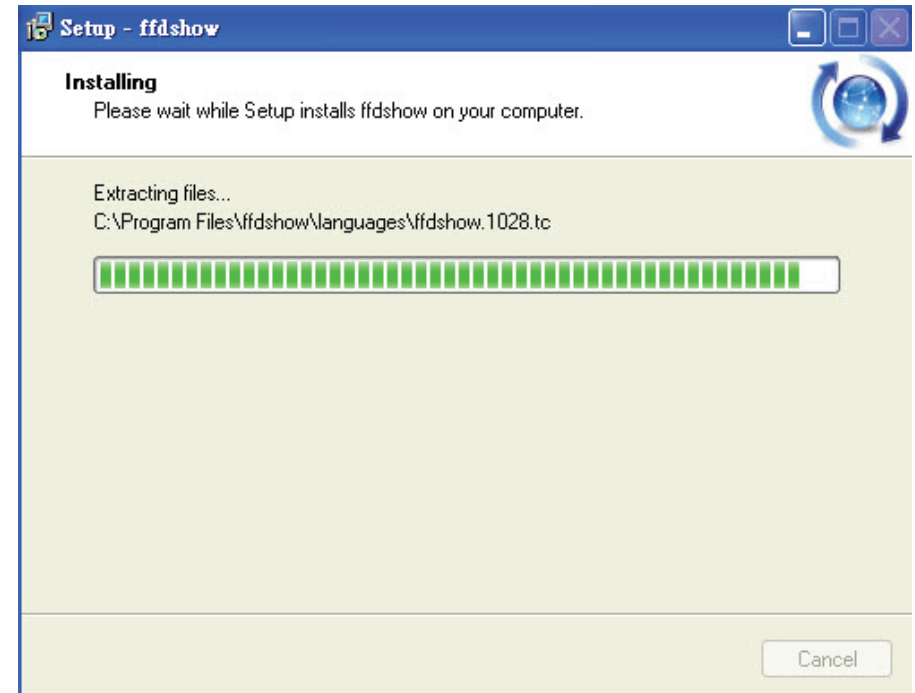 Setup - ffdshow
Installing
Please wait while Setup installs ffdshow on your computer.
Extracting files...
C:\Program Files\ffdshow\languages\ffdshow.1028.tc
Cancel